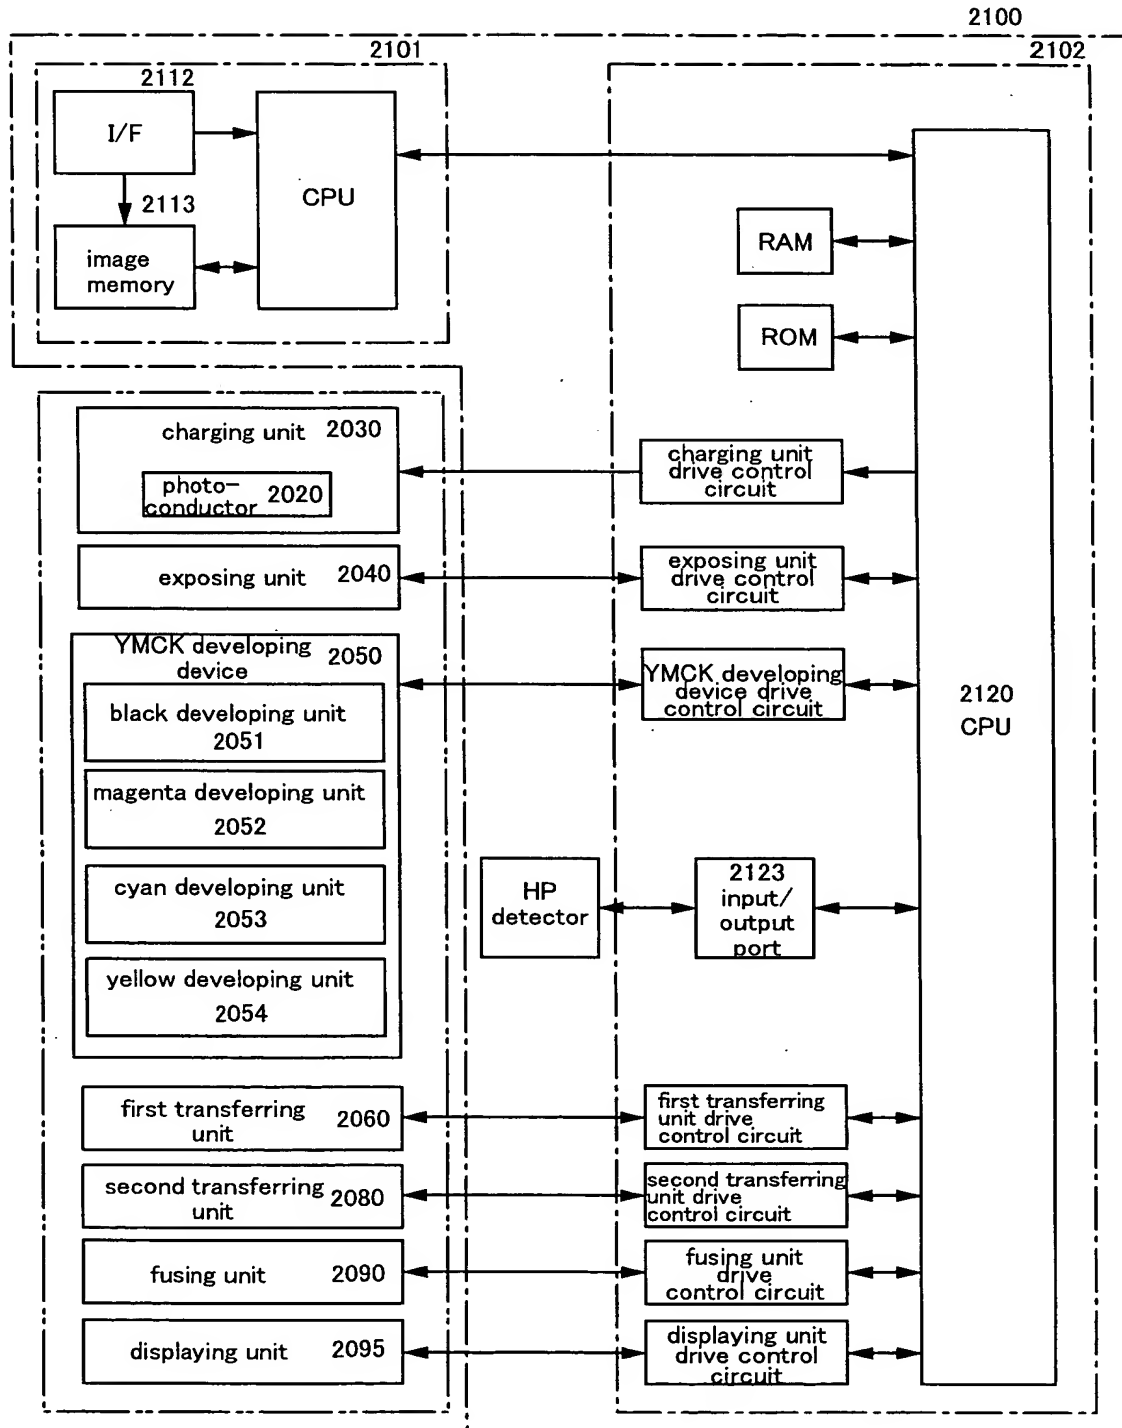 2100
2101
2102
2112
I/F
CPU
2113
image
memory
RAM
ROM
charging unit 2030
photo-
conductor 2020
charging unit
drive control
circuit
exposing unit 2040
exposing unit
drive control
circuit
YMCK developing
device 2050
YMCK developing
device drive
control circuit
black developing unit
2051
magenta developing unit
2052
cyan developing unit
2053
yellow developing unit
2054
HP
detector
2123
input/
output
port
2120
CPU
first transferring
unit 2060
first transferring
unit drive
control circuit
second transferring
unit 2080
second transferring
unit drive
control circuit
fusing unit 2090
fusing unit
drive
control circuit
displaying unit 2095
displaying unit
drive control
circuit